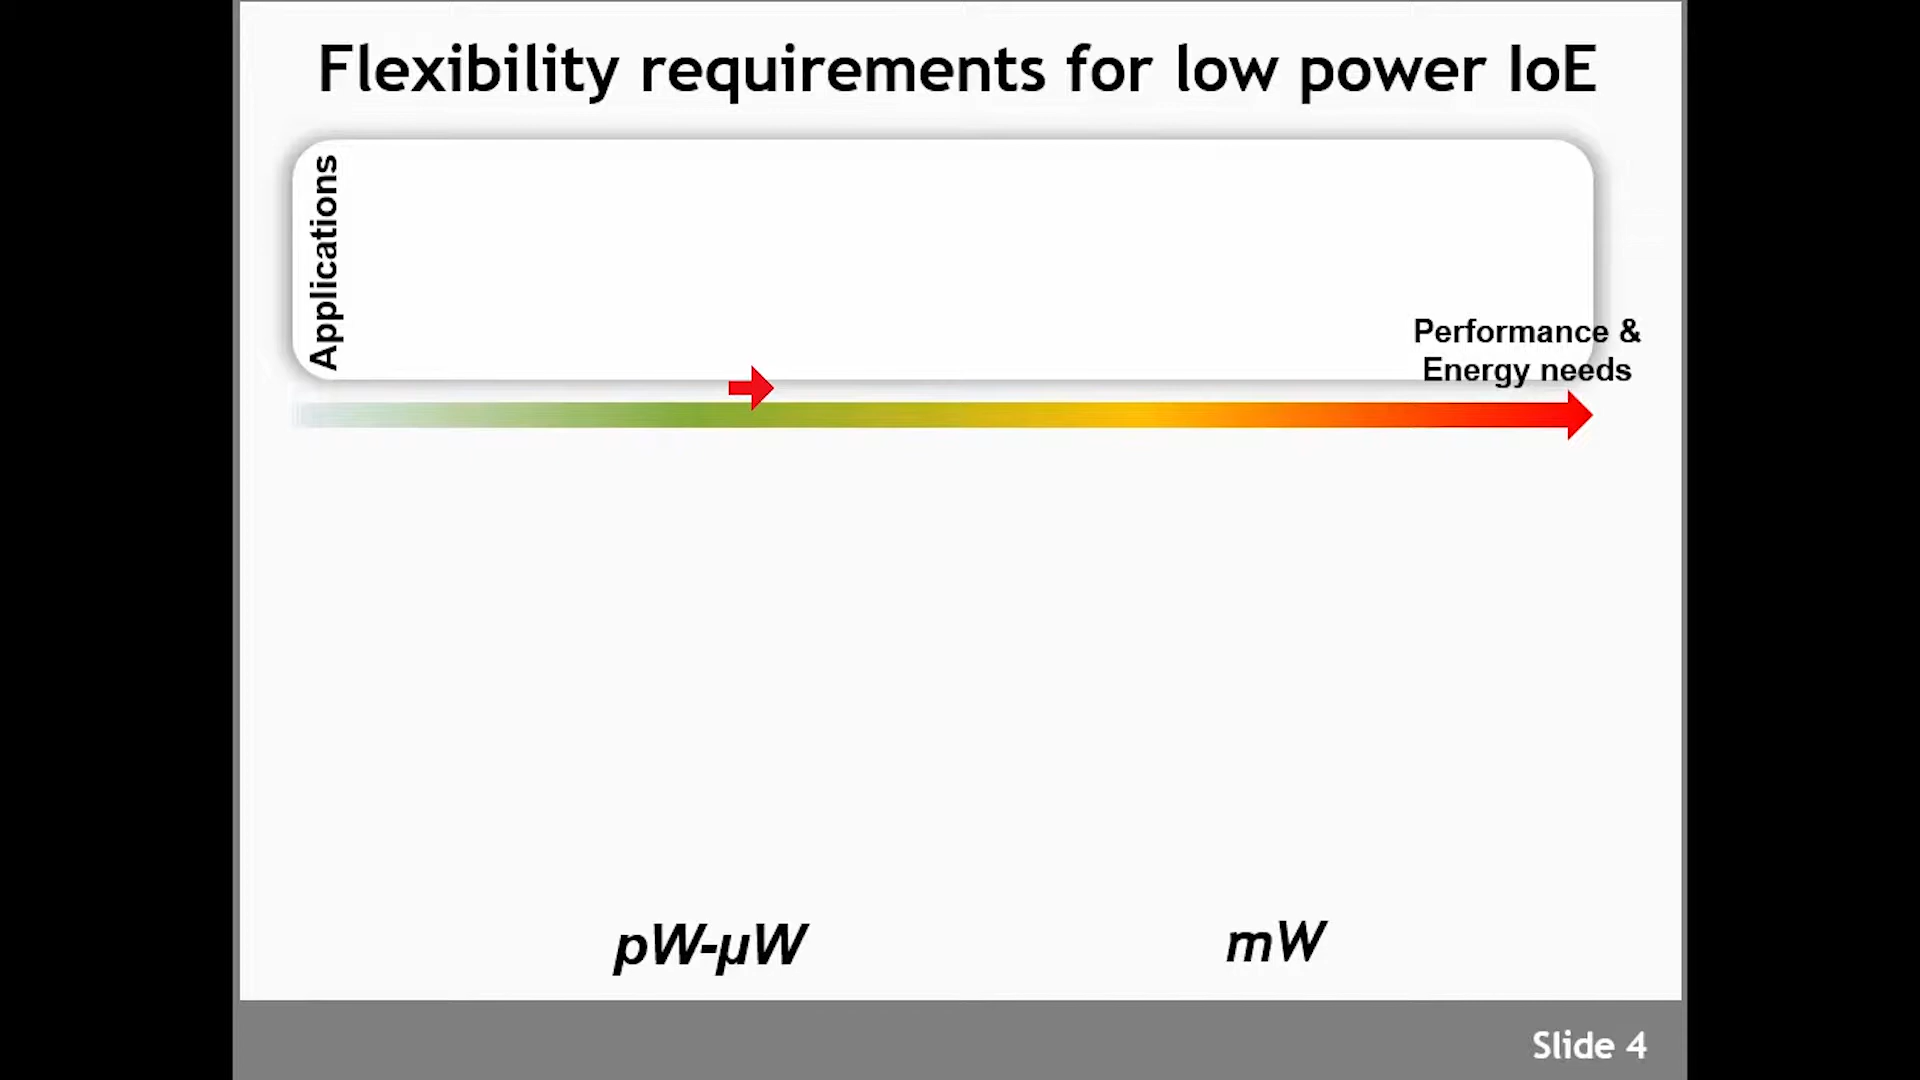 Flexibility requirements for low power IoE
Applications
Performance &
Energy needs
pW-µW
mW
Slide 4